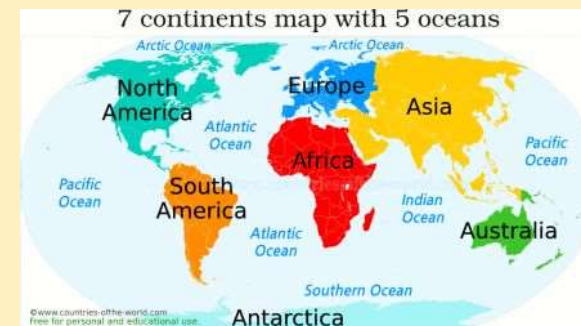 7 continents map with 5 oceans
Arctic Ocean
Arctic Ocean
North
America
Europe
Asia
Atlantic
Ocean
Pacific
Ocean
Africa
Pacific
Ocean
South
America
Indian
Ocean
Atlantic
Ocean
Australia
Southern Ocean
©www.countries-ofthe-world.com
free for personal and educational use.
Antarctica